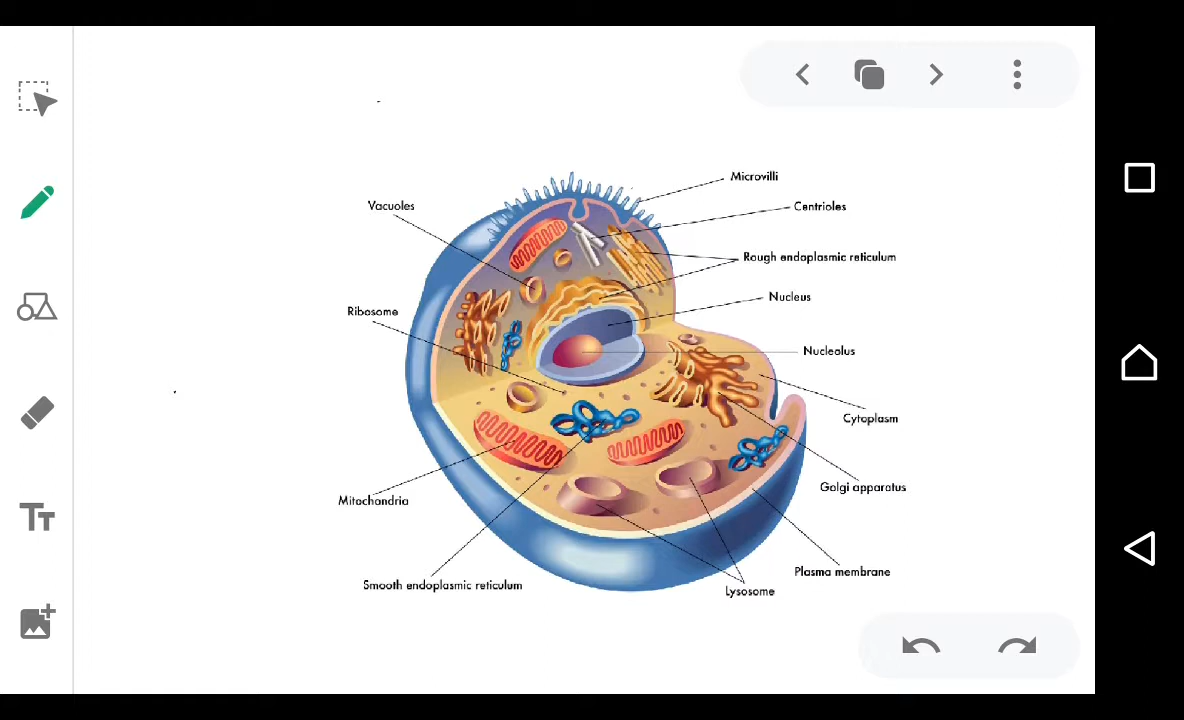 Microvilli
Vacuoles
Centrioles
Rough endoplasmic reticulum
Nucleus
Ribosome
Nucleolus
Cytoplasm
Golgi apparatus
Mitochondria
Plasma membrane
Smooth endoplasmic reticulum
Lysosome
TT